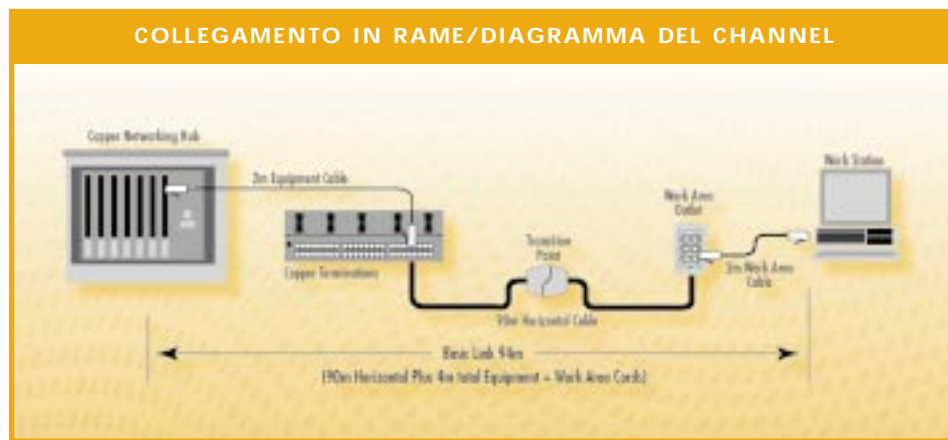 COLLEGAMENTO IN RAME/DIAGRAMMA DEL CHANNEL
Copper Networking Hub
Equipment Cable
Work Station
Work Area
Outlet
Transition
Point
Copper Terminations
Work Area
Cable
90m Horizontal Cable
Basic Link 94m
(90m Horizontal Plus 4m total Equipment + Work Area Cords)